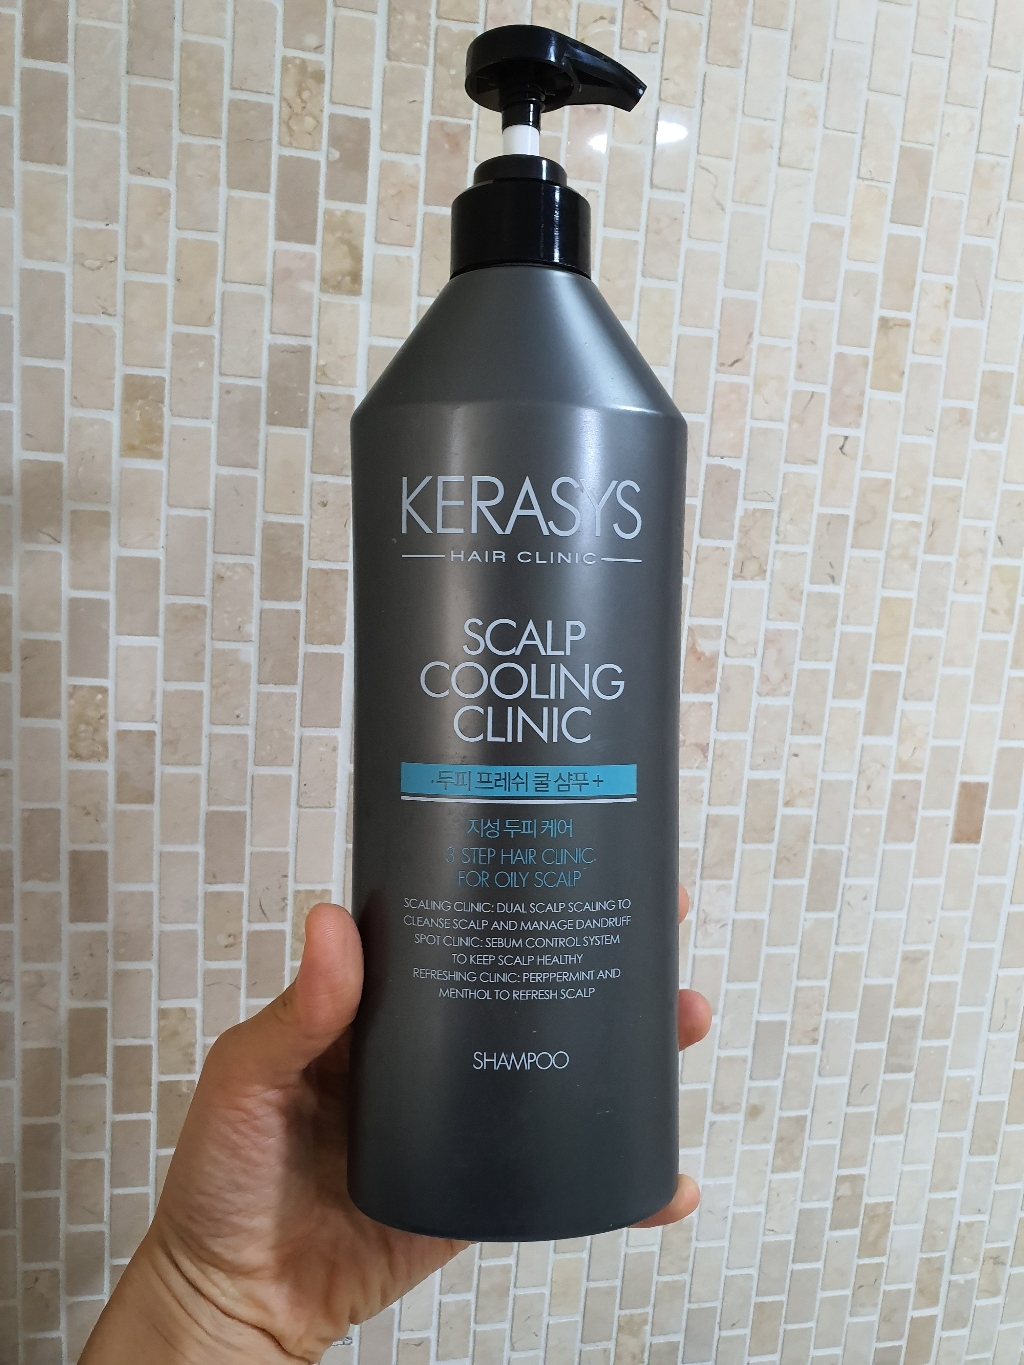 KERASYS
HAIR CLINIC
SCALP
COOLING
CLINIC
·두피 프레쉬 쿨 샴푸+
지성 두피 케어
3 STEP HAIR CLINIC
FOR OILY SCALP
SCALING CLINIC: DUAL SCALP SCALING TO
CLEANSE SCALP AND MANAGE DANDRUFF
SPOT CLINIC: SEBUM CONTROL SYSTEM
TO KEEP SCALP HEALTHY
REFRESHING CLINIC: PERPPERMINT AND
MENTHOL TO REFRESH SCALP
SHAMPOO